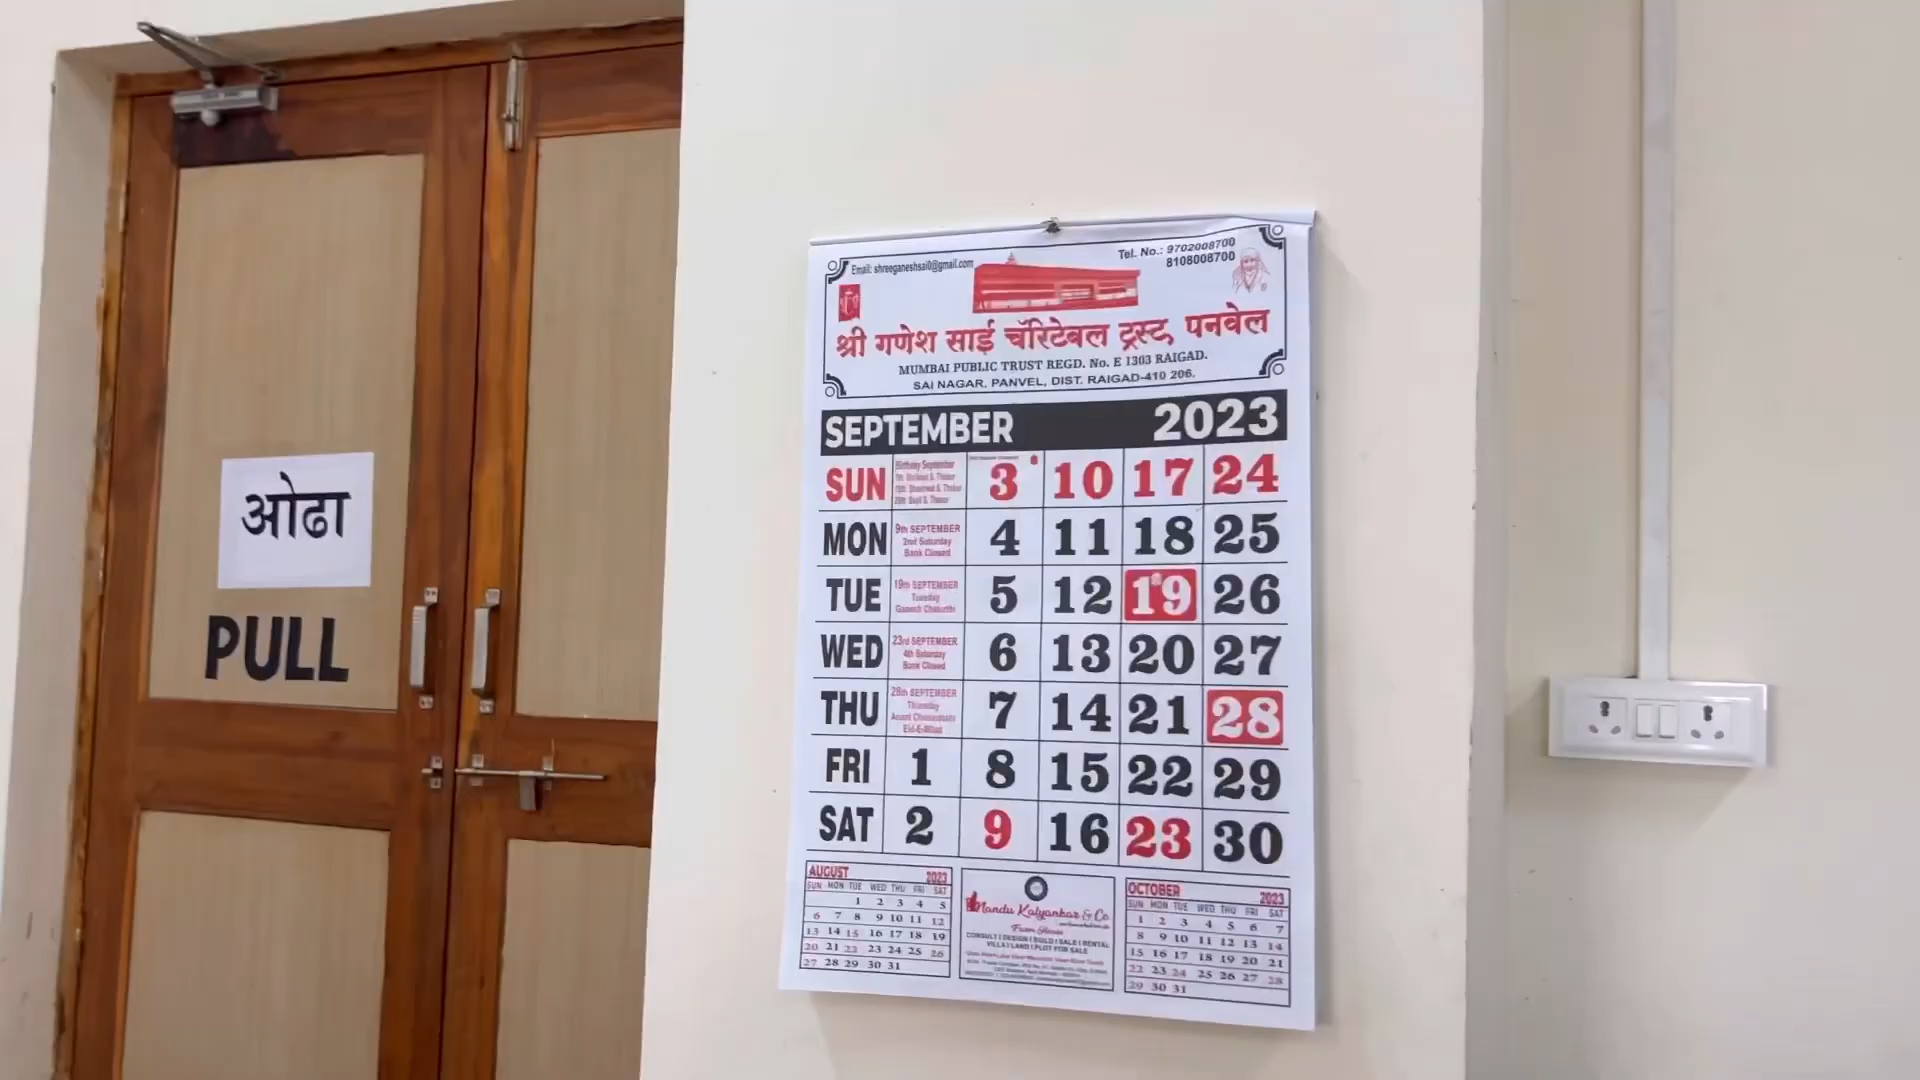 ओढा
PULL
Email: shreeganeshsai0@gmail.com
Tel. No.: 9702008700
8108008700
श्री गणेश साई चॅरिटेबल ट्रस्ट, पनवेल
MUMBAI PUBLIC TRUST REGD. No. E 1303 RAIGAD.
SAI NAGAR, PANVEL, DIST. RAIGAD-410 206.
SEPTEMBER 2023
SUN 3 10 17 24
Birthday September
MON 4 11 18 25
9th SEPTEMBER
2nd Saturday
Bank Closed
TUE 5 12 19 26
19th SEPTEMBER
Tuesday
Ganesh Chaturthi
WED 6 13 20 27
23rd SEPTEMBER
4th Saturday
Bank Closed
THU 7 14 21 28
28th SEPTEMBER
Thursday
Eid-E-Milad
FRI 1 8 15 22 29
SAT 2 9 16 23 30
AUGUST 2023
SUN MON TUE WED THU FRI SAT
1 2 3 4 5
6 7 8 9 10 11 12
13 14 15 16 17 18 19
20 21 22 23 24 25 26
27 28 29 30 31
Nandu Kalyankar & Co
CONSULT | DESIGN | BUILD | SALE | RENTAL
VILLA | LAND | PLOT FOR SALE
OCTOBER 2023
SUN MON TUE WED THU FRI SAT
1 2 3 4 5 6 7
8 9 10 11 12 13 14
15 16 17 18 19 20 21
22 23 24 25 26 27 28
29 30 31